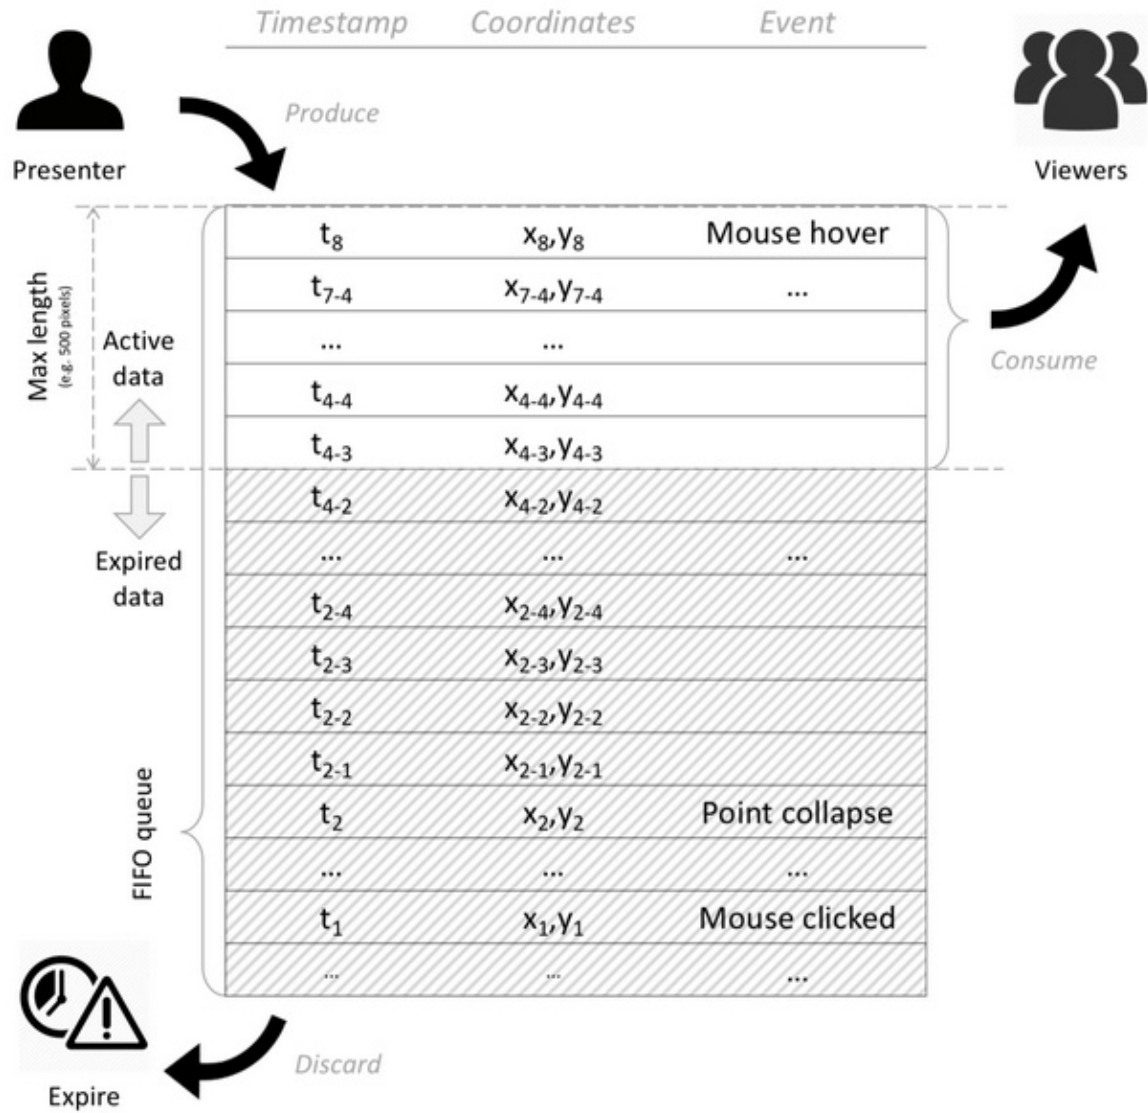 Timestamp Coordinates Event
Produce
Presenter
Viewers
t8 x8,y8 Mouse hover
t7-4 x7-4,y7-4 ...
... ...
t4-4 x4-4,y4-4
t4-3 x4-3,y4-3
Max length
(e.g. 500 pixels)
Active
data
Consume
t4-2 x4-2,y4-2
... ... ...
Expired
data
t2-4 x2-4,y2-4
t2-3 x2-3,y2-3
t2-2 x2-2,y2-2
t2-1 x2-1,y2-1
t2 x2,y2 Point collapse
... ... ...
t1 x1,y1 Mouse clicked
... ... ...
FIFO queue
Discard
Expire